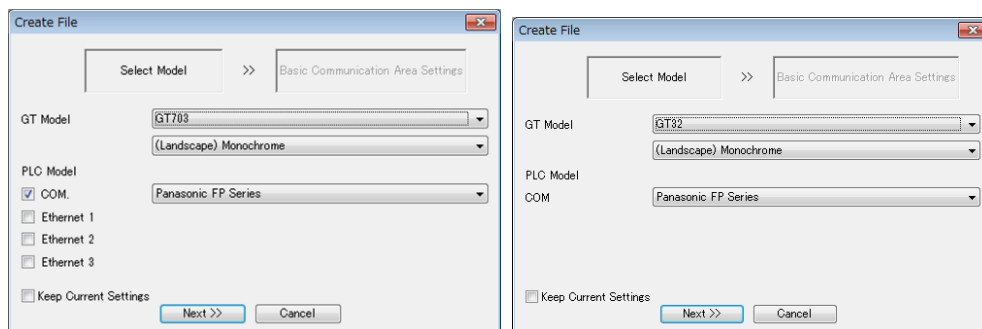 Create File
Select Model >> Basic Communication Area Settings
GT Model GT703
(Landscape) Monochrome
PLC Model
COM. Panasonic FP Series
Ethernet 1
Ethernet 2
Ethernet 3
Keep Current Settings
Next >> Cancel
Create File
Select Model >> Basic Communication Area Settings
GT Model GT32
(Landscape) Monochrome
PLC Model
COM Panasonic FP Series
Keep Current Settings
Next >> Cancel